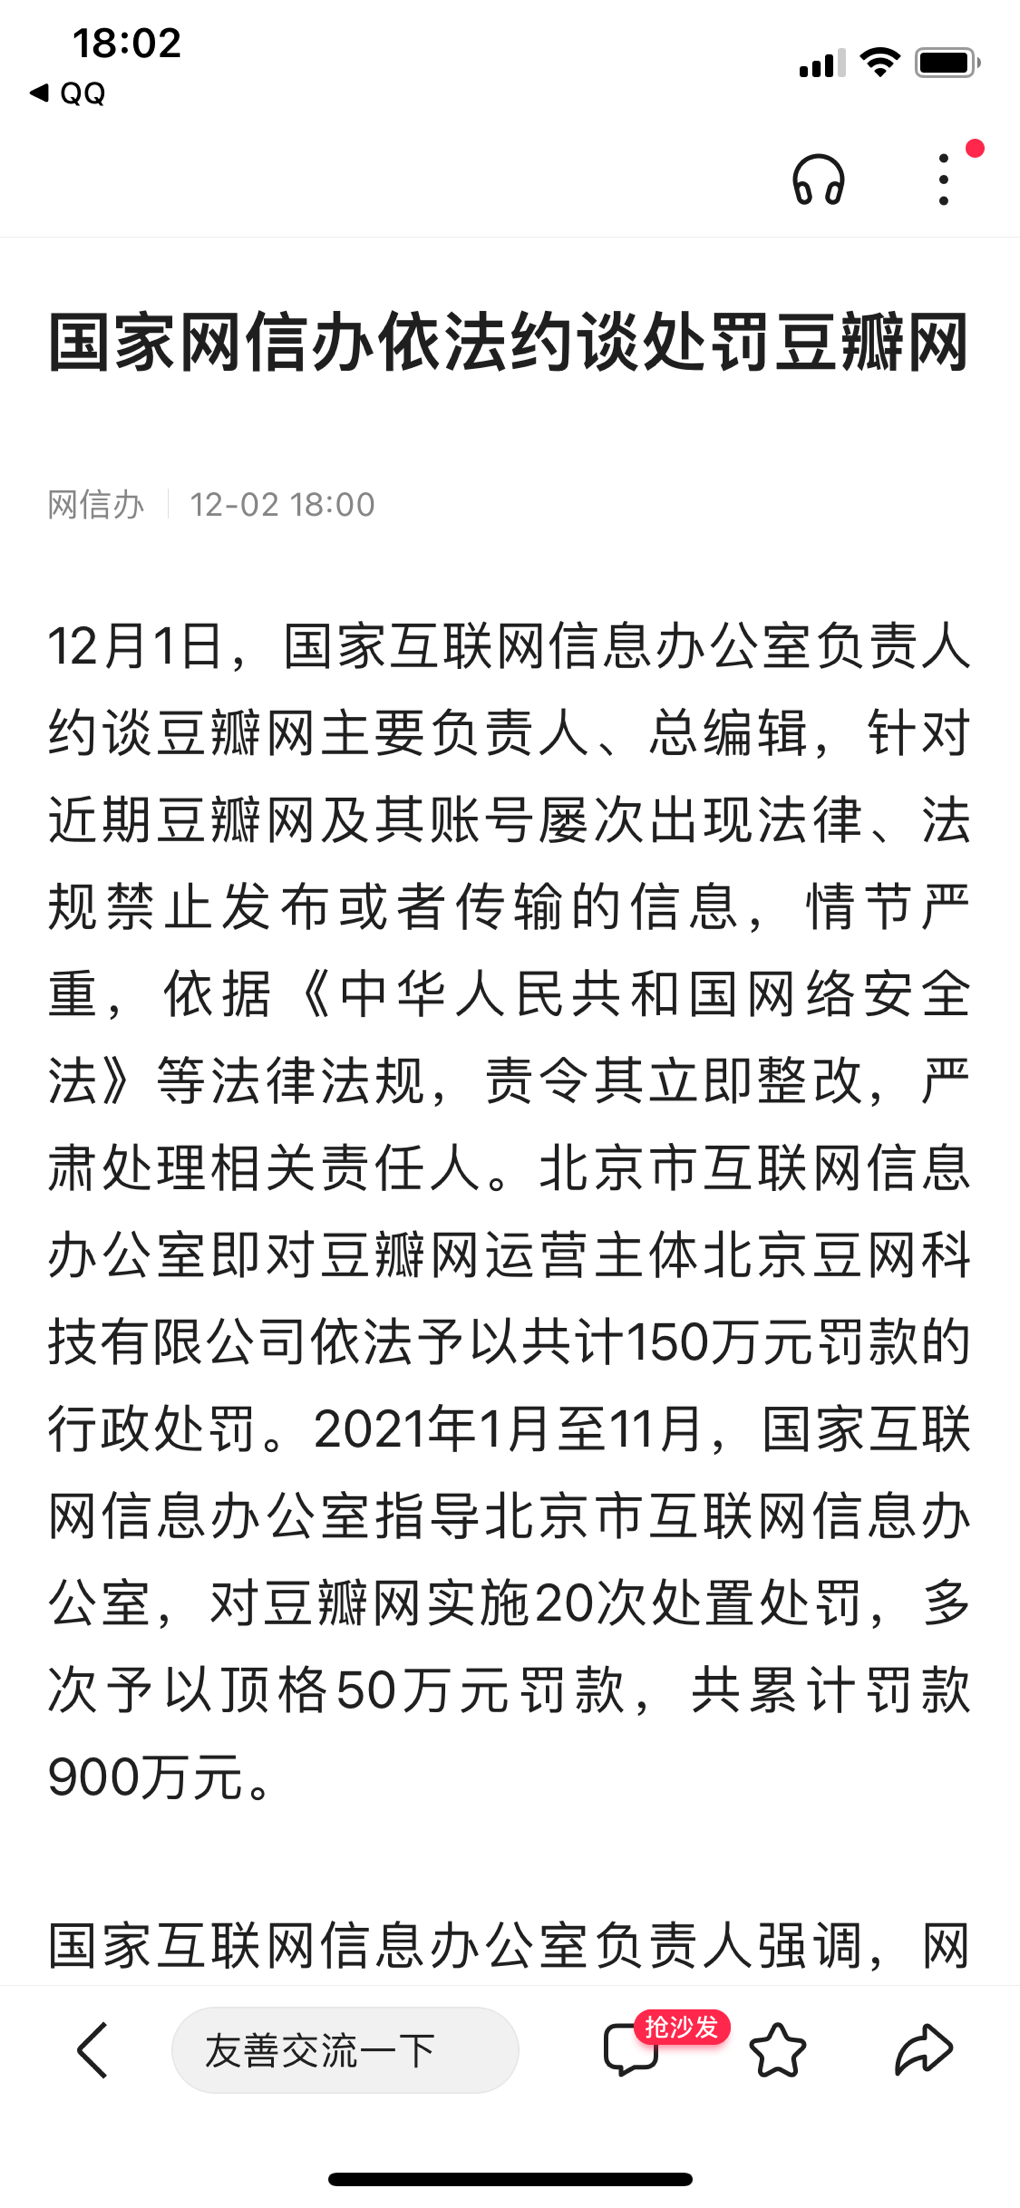 18:02
QQ
国家网信办依法约谈处罚豆瓣网
网信办 12-02 18:00
12月1日，国家互联网信息办公室负责人
约谈豆瓣网主要负责人、总编辑，针对
近期豆瓣网及其账号屡次出现法律、法
规禁止发布或者传输的信息，情节严
重，依据《中华人民共和国网络安全
法》等法律法规，责令其立即整改，严
肃处理相关责任人。北京市互联网信息
办公室即对豆瓣网运营主体北京豆网科
技有限公司依法予以共计150万元罚款的
行政处罚。2021年1月至11月，国家互联
网信息办公室指导北京市互联网信息办
公室，对豆瓣网实施20次处置处罚，多
次予以顶格50万元罚款，共累计罚款
900万元。
国家互联网信息办公室负责人强调，网
友善交流一下
抢沙发